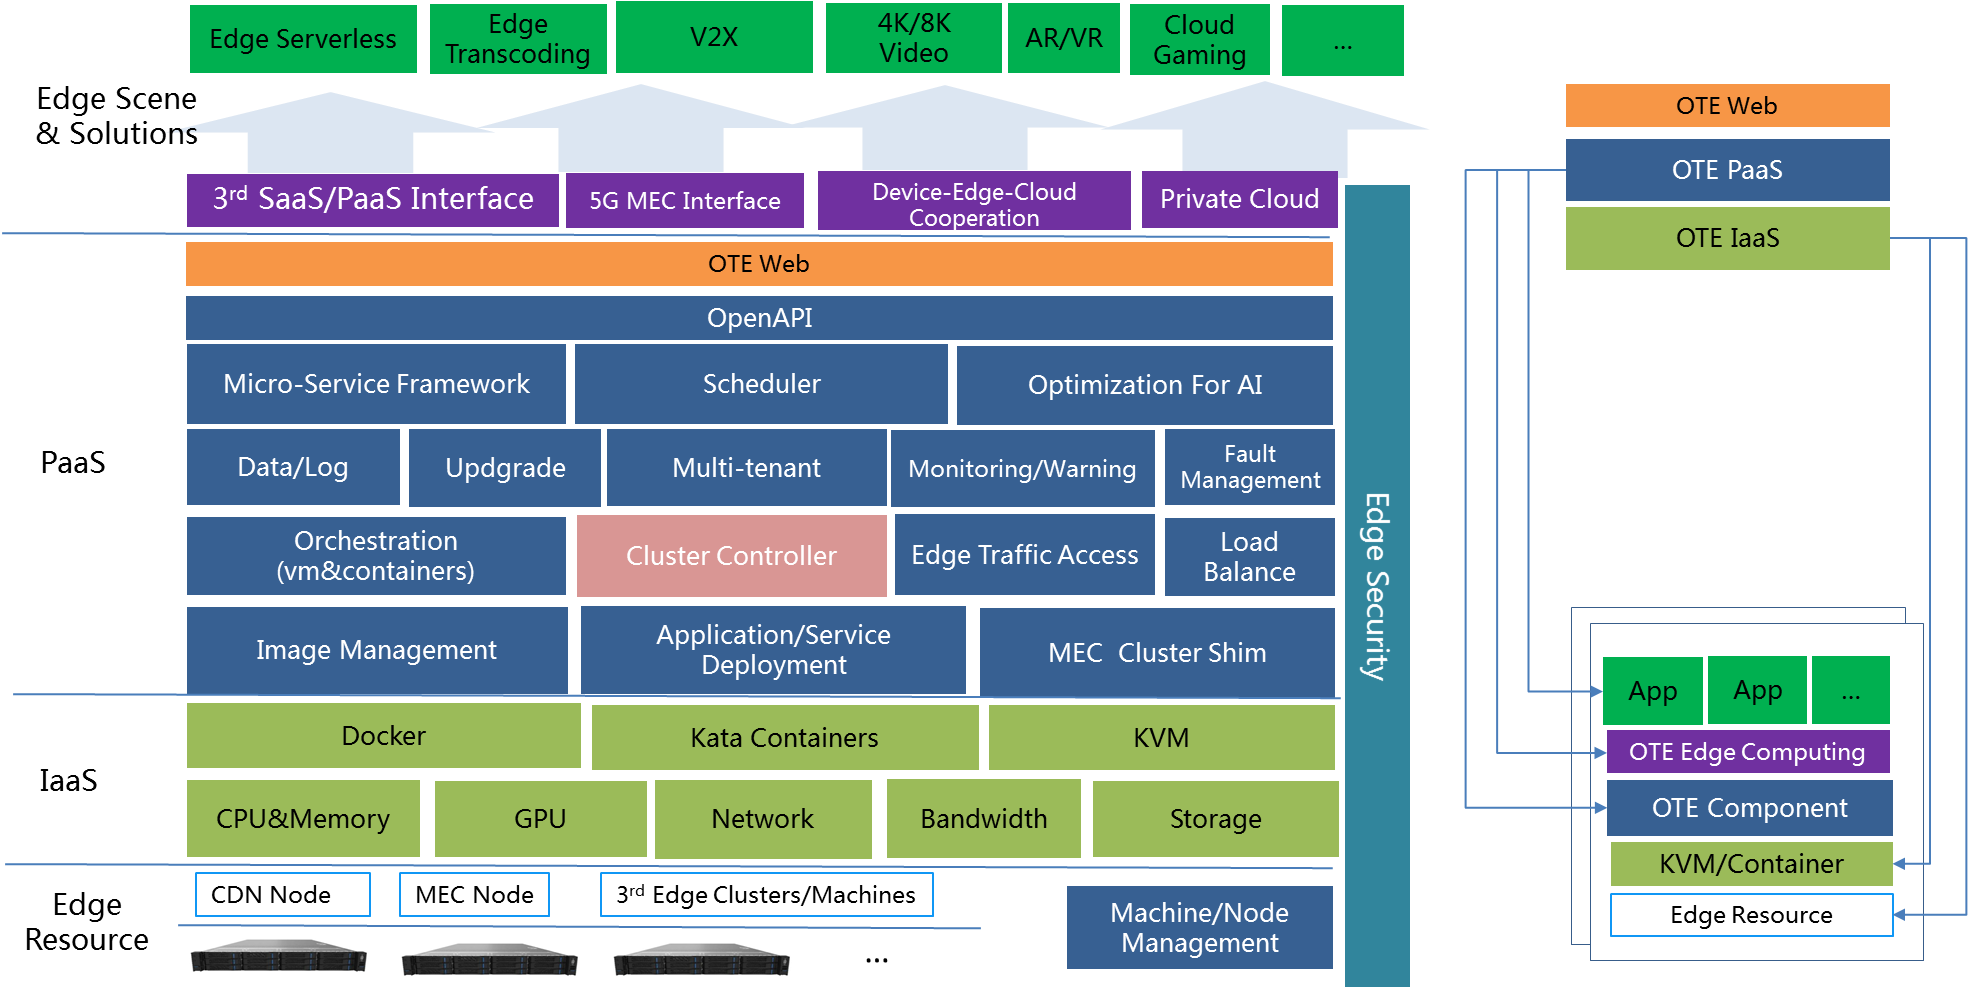 Edge Serverless
Edge
Transcoding
V2X
4K/8K
Video
AR/VR
Cloud
Gaming
...
Edge Scene
& Solutions
3rd SaaS/PaaS Interface
5G MEC Interface
Device-Edge-Cloud
Cooperation
Private Cloud
OTE Web
OpenAPI
Micro-Service Framework
Scheduler
Optimization For AI
PaaS
Data/Log
Updgrade
Multi-tenant
Monitoring/Warning
Fault
Management
Orchestration
(vm&containers)
Cluster Controller
Edge Traffic Access
Load
Balance
Image Management
Application/Service
Deployment
MEC Cluster Shim
IaaS
Docker
Kata Containers
KVM
CPU&Memory
GPU
Network
Bandwidth
Storage
Edge
Resource
CDN Node
MEC Node
3rd Edge Clusters/Machines
...
Machine/Node
Management
Edge Security
OTE Web
OTE PaaS
OTE IaaS
App
App
...
OTE Edge Computing
OTE Component
KVM/Container
Edge Resource